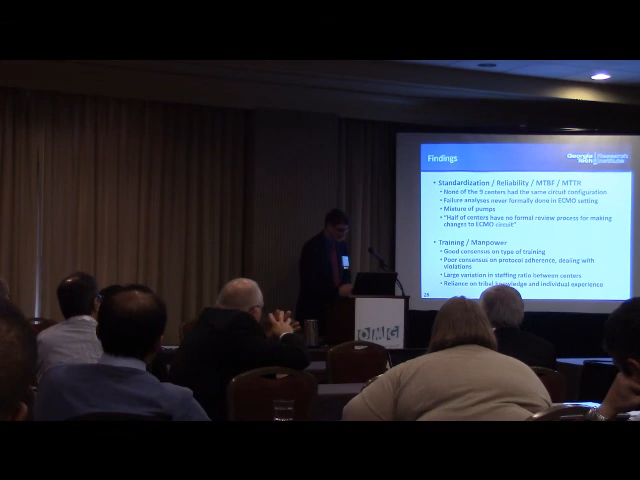 Findings
Georgia Research
Tech Institute
• Standardization / Reliability / MTBF / MTTR
• None of the 9 centers had the same circuit configuration
• Failure analyses never formally done in ECMO setting
• Mixture of pumps
• "Half of centers have no formal review process for making
changes to ECMO circuit"
• Training / Manpower
• Good consensus on type of training
• Poor consensus on protocol adherence, dealing with
violations
• Large variation in staffing ratio between centers
• Reliance on tribal knowledge and individual experience
OMG